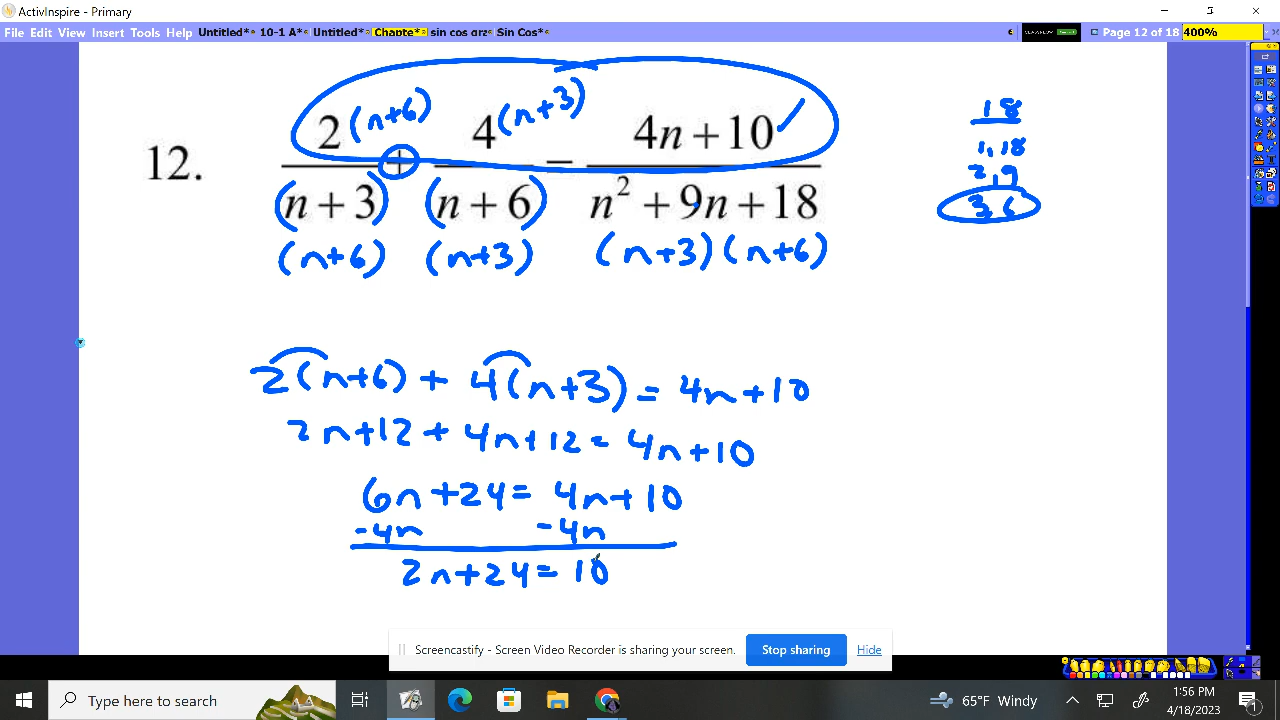 ActivInspire - Primary
File Edit View Insert Tools Help Untitled* 10-1 A* Untitled* Chapte* sin cos gra Sin Cos* Page 12 of 18 400%
12. 2(n+6) + 4(n+3) = 4n + 10 ✓
(n + 3) (n + 6) n² + 9n + 18
(n+6) (n+3) (n+3)(n+6)
18
1,18
2,9
3,6
2(n+6) + 4(n+3) = 4n+10
2n+12 + 4n+12 = 4n+10
6n+24 = 4n+10
-4n -4n
2n+24 = 10
Screencastify - Screen Video Recorder is sharing your screen. Stop sharing Hide
Type here to search
65°F Windy
1:56 PM
4/18/2023
1